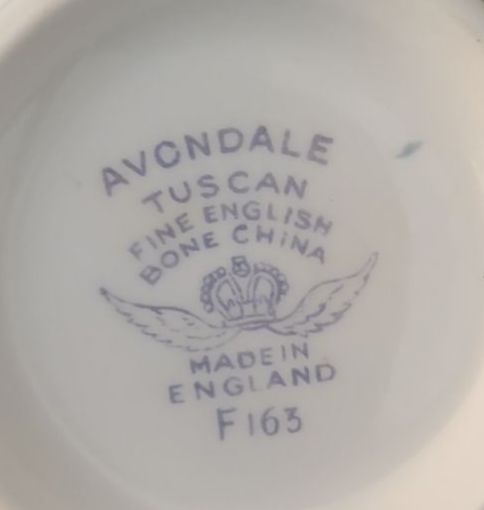 AVONDALE
TUSCAN
FINE ENGLISH
BONE CHINA
MADE IN
ENGLAND
F163